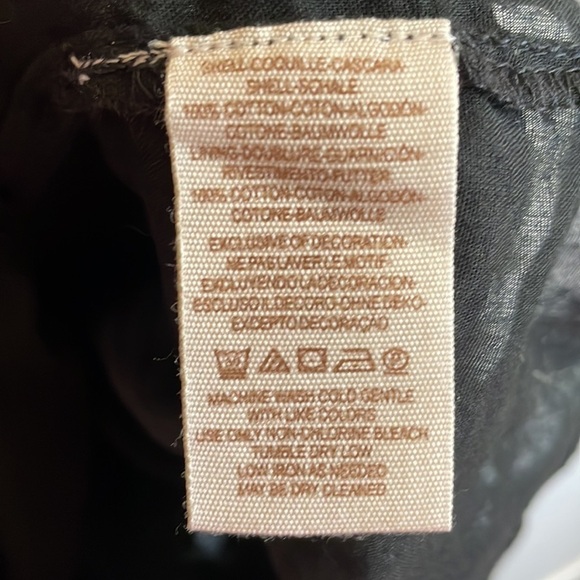 SHELL-COQUILLE-CASCARA-
SHELL-SCHALE
100% COTTON-COTON-ALGODÓN-
COTONE-BAUMWOLLE
LINING-DOUBLURE-GUARNICIÓN-
RIVESTIMENTO-FUTTER
100% COTTON-COTON-ALGODON-
COTONE-BAUMWOLLE
EXCLUSIVE OF DECORATION-
NE PAS LAVER LE MOTIF
EXCLUYENDO LA DECORACION-
ESCLUSO IL DECORO-OHNE DEKO-
EXCEPTO DECORAÇAO
MACHINE WASH COLD GENTLE
WITH LIKE COLORS
USE ONLY NON-CHLORINE BLEACH
TUMBLE DRY LOW
LOW IRON AS NEEDED
MAY BE DRY CLEANED